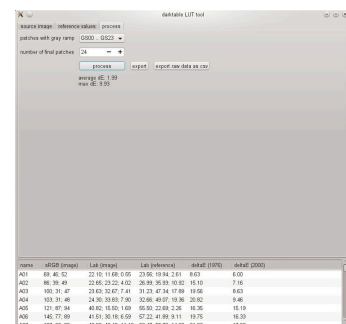 darktable LUT tool
source image reference values process
patches with gray ramp GS00 .. GS23
number of final patches 24 − +
process export export raw data as csv
average dE: 1.99
max dE: 9.93
name sRGB (image) Lab (image) Lab (reference) deltaE (1976) deltaE (2000)
A01 89; 46; 52 22.10; 11.68; 0.55 23.56; 19.94; 2.61 8.63 6.00
A02 86; 39; 49 22.65; 23.22; 4.02 26.99; 35.93; 10.92 15.10 7.16
A03 100; 31; 47 23.63; 32.67; 7.41 31.23; 47.34; 17.89 19.56 8.63
A04 103; 31; 48 24.30; 33.83; 7.90 32.66; 49.07; 19.36 20.82 9.46
A05 121; 87; 94 40.82; 15.50; 1.69 55.50; 22.69; 2.26 16.35 15.19
A06 145; 77; 89 41.51; 30.18; 6.59 57.22; 41.89; 9.11 19.75 16.33